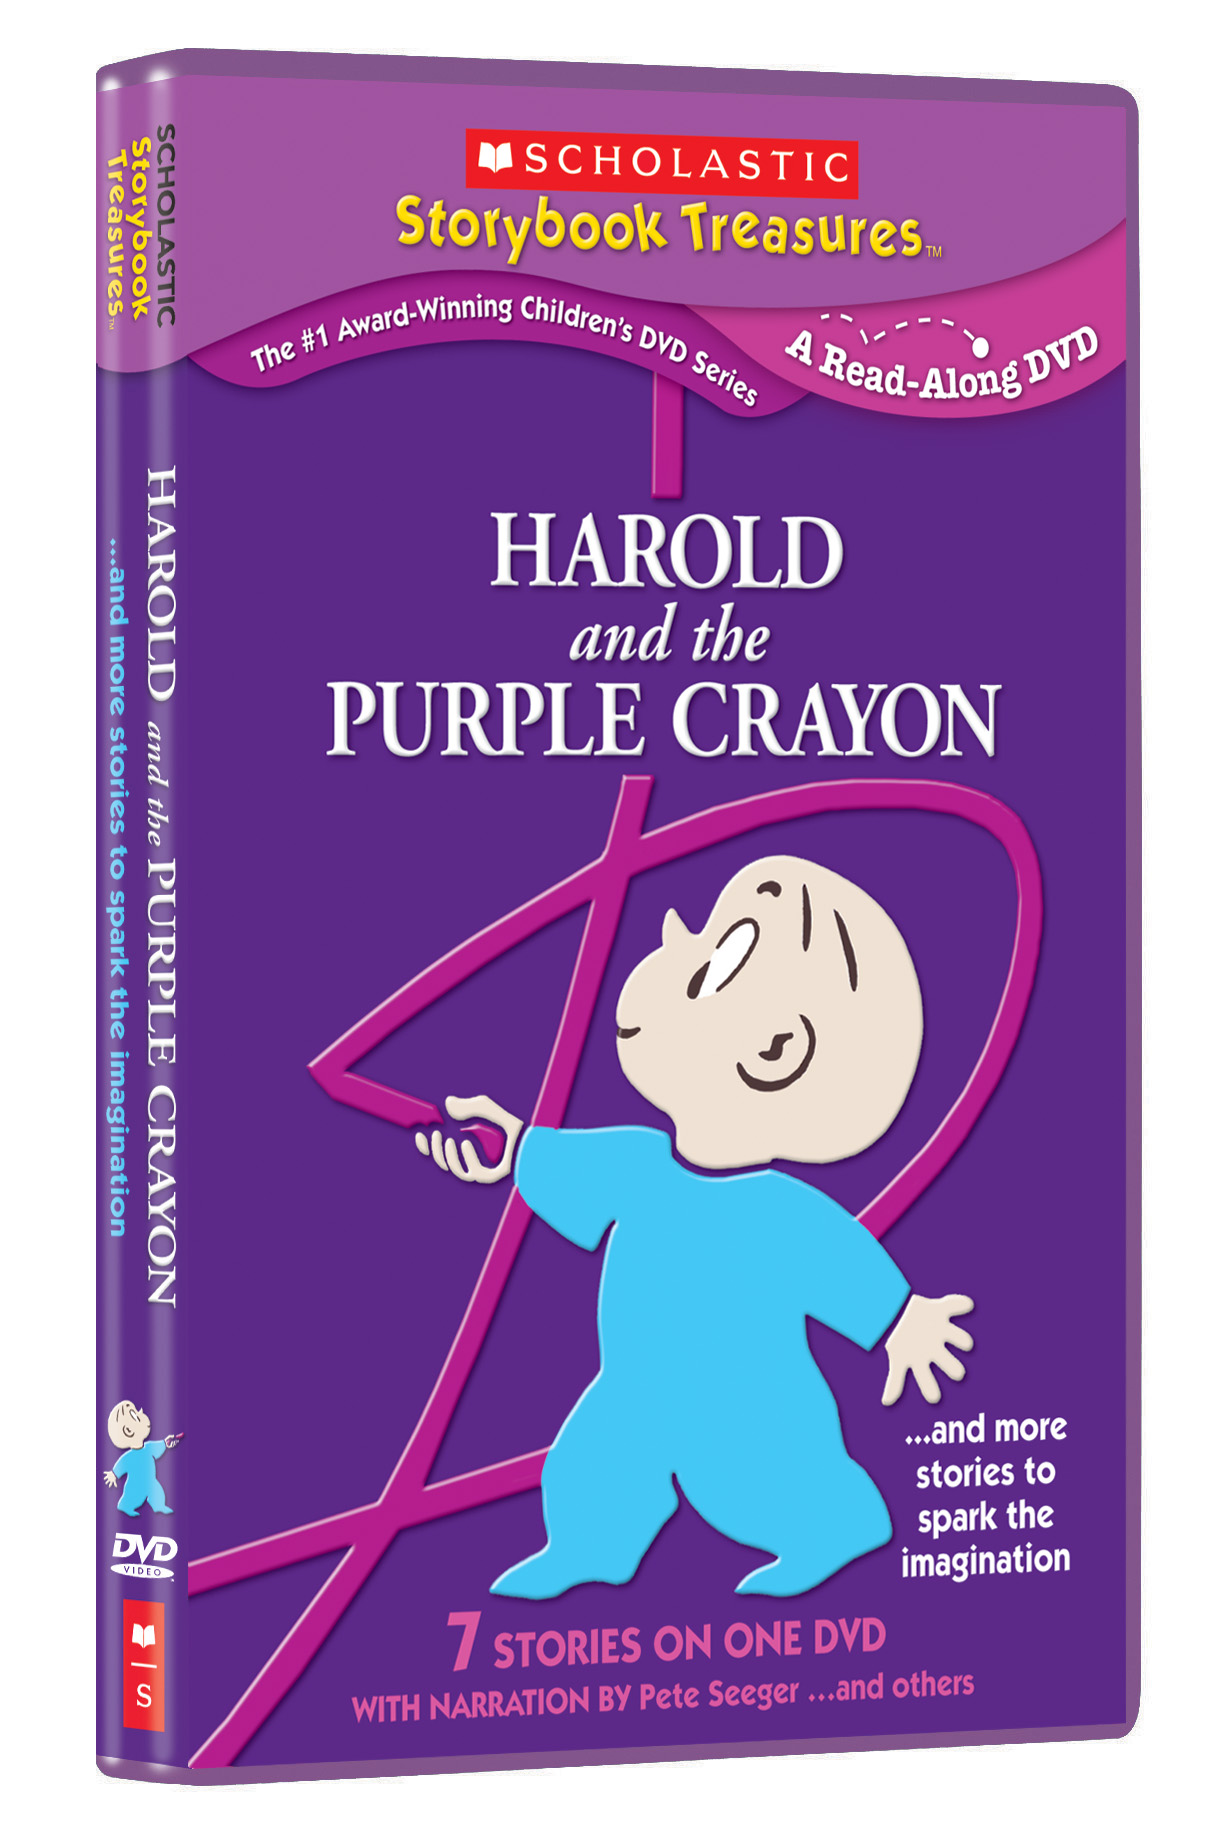 SCHOLASTIC
Storybook Treasures™
The #1 Award-Winning Children's DVD Series
A Read-Along DVD
HAROLD
and the
PURPLE CRAYON
...and more
stories to
spark the
imagination
7 STORIES ON ONE DVD
WITH NARRATION BY Pete Seeger ...and others
SCHOLASTIC
Storybook
Treasures™
HAROLD and the PURPLE CRAYON
...and more stories to spark the imagination
DVD
VIDEO
S